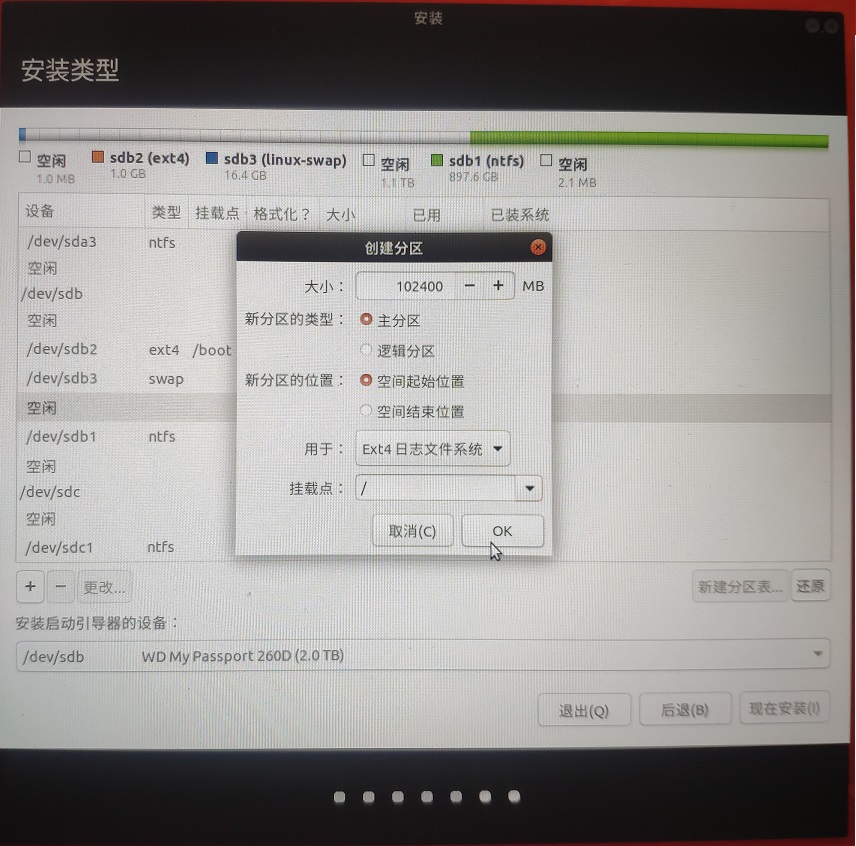 安装
安装类型
空闲 sdb2 (ext4) sdb3 (linux-swap) 空闲 sdb1 (ntfs) 空闲
1.0 MB 1.0 GB 16.4 GB 1.1 TB 897.6 GB 2.1 MB
设备 类型 挂载点 格式化？ 大小 已用 已装系统
/dev/sda3 ntfs
空闲
/dev/sdb
空闲
/dev/sdb2 ext4 /boot
/dev/sdb3 swap
空闲
/dev/sdb1 ntfs
空闲
/dev/sdc
空闲
/dev/sdc1 ntfs
创建分区
大小： 102400 − + MB
新分区的类型： 主分区
逻辑分区
新分区的位置： 空间起始位置
空间结束位置
用于： Ext4 日志文件系统
挂载点： /
取消(C) OK
+ − 更改... 新建分区表... 还原
安装启动引导器的设备：
/dev/sdb WD My Passport 260D (2.0 TB)
退出(Q) 后退(B) 现在安装(I)